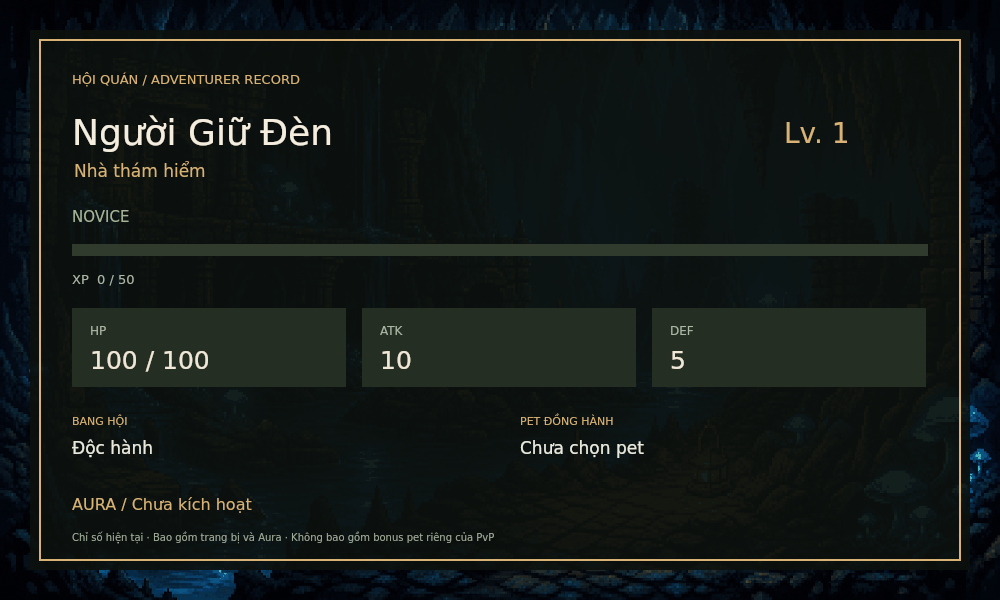 HỘI QUÁN / ADVENTURER RECORD
Người Giữ Đèn
Lv. 1
Nhà thám hiểm
NOVICE
XP 0 / 50
HP
100 / 100
ATK
10
DEF
5
BANG HỘI
Độc hành
PET ĐỒNG HÀNH
Chưa chọn pet
AURA / Chưa kích hoạt
Chỉ số hiện tại · Bao gồm trang bị và Aura · Không bao gồm bonus pet riêng của PvP